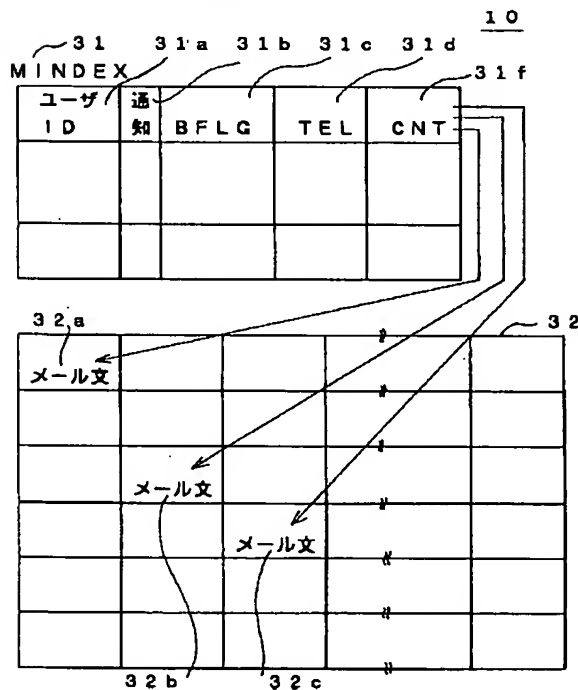 10
31 31a 31b 31c 31d
31f
MINDEX
ユーザ 通
ID 知 BFLG TEL CNT
32a 32
メール文
メール文
メール文
32b 32c